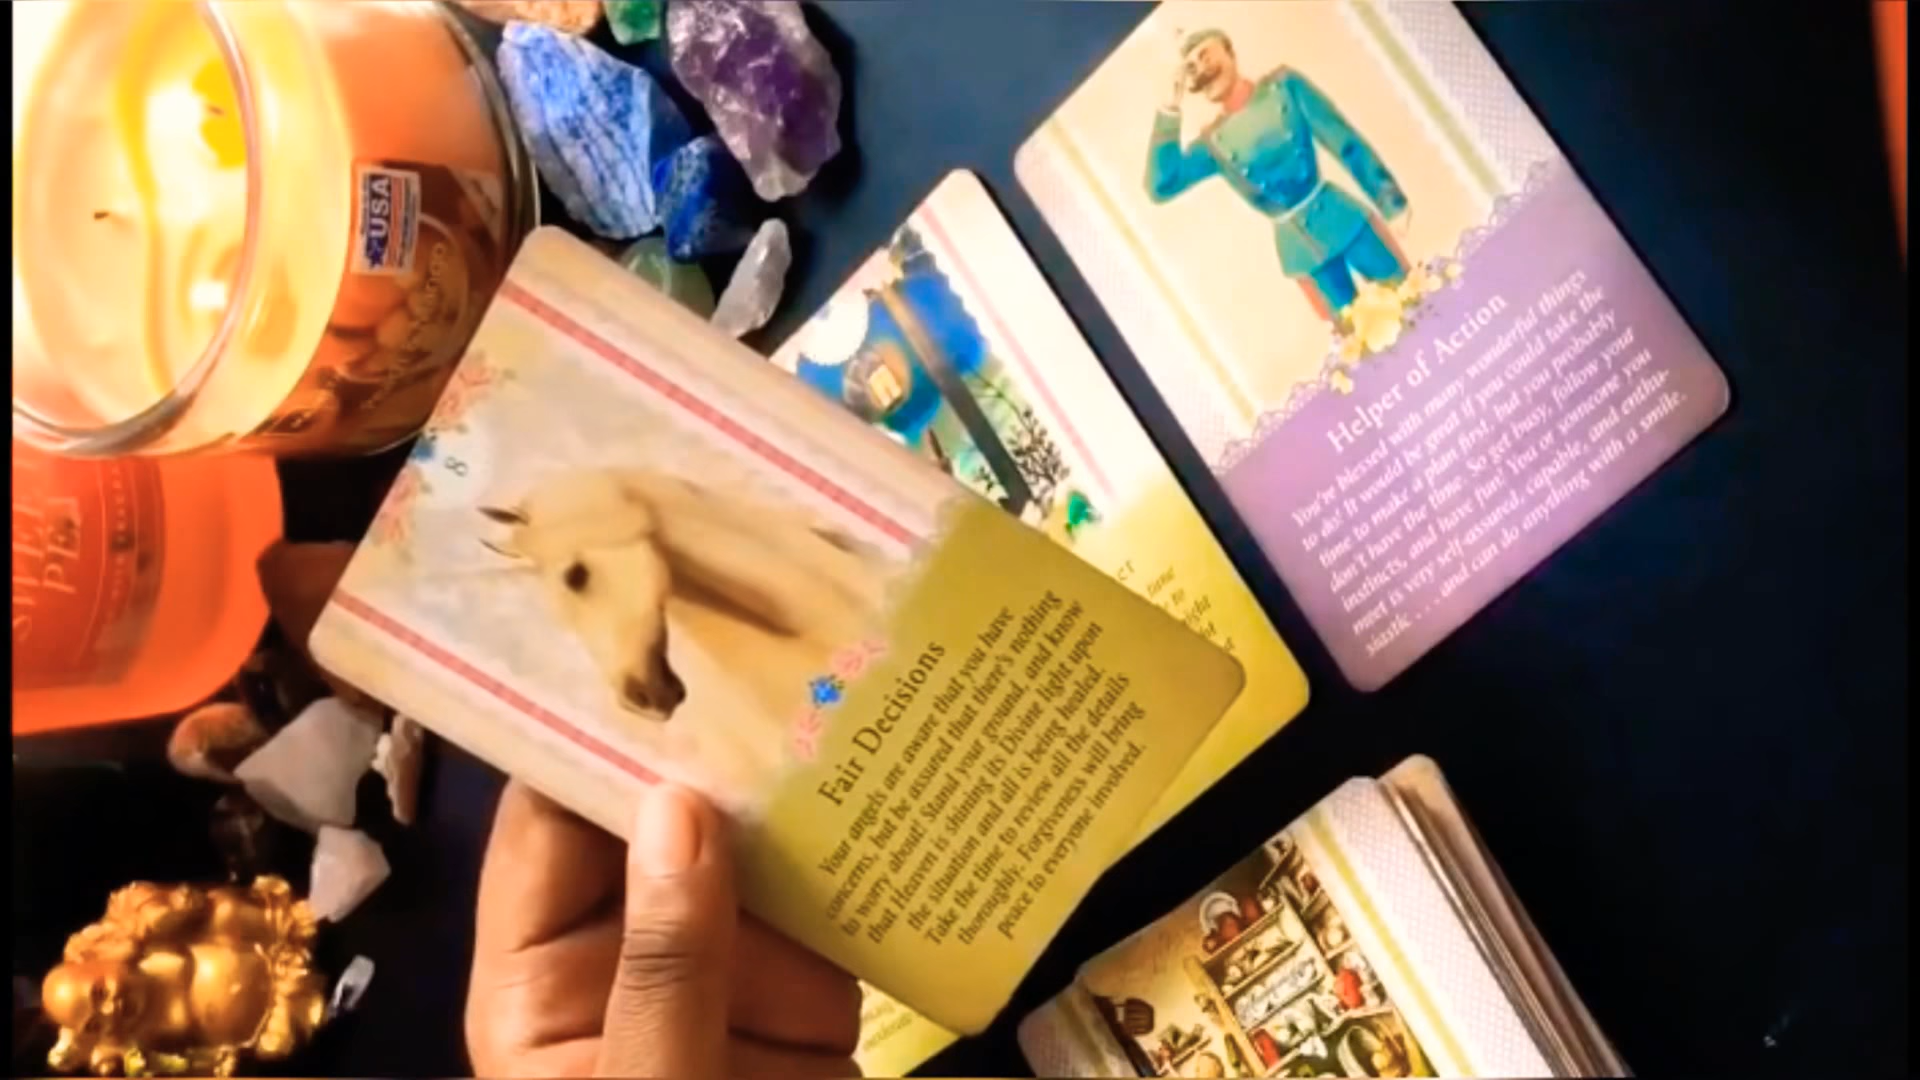 USA
8
Fair Decisions
Your angels are aware that you have
concerns, but be assured that there's nothing
to worry about! Stand your ground, and know
that Heaven is shining its Divine light upon
the situation and all is being healed.
Take the time to review all the details
thoroughly. Forgiveness will bring
peace to everyone involved.
Helper of Action
You're blessed with many wonderful things
to do! It would be great if you could take the
time to make a plan first, but you probably
don't have the time. So get busy, follow your
instincts, and have fun! You or someone you
meet is very self-assured, capable, and enthu-
siastic . . . and can do anything with a smile.
time